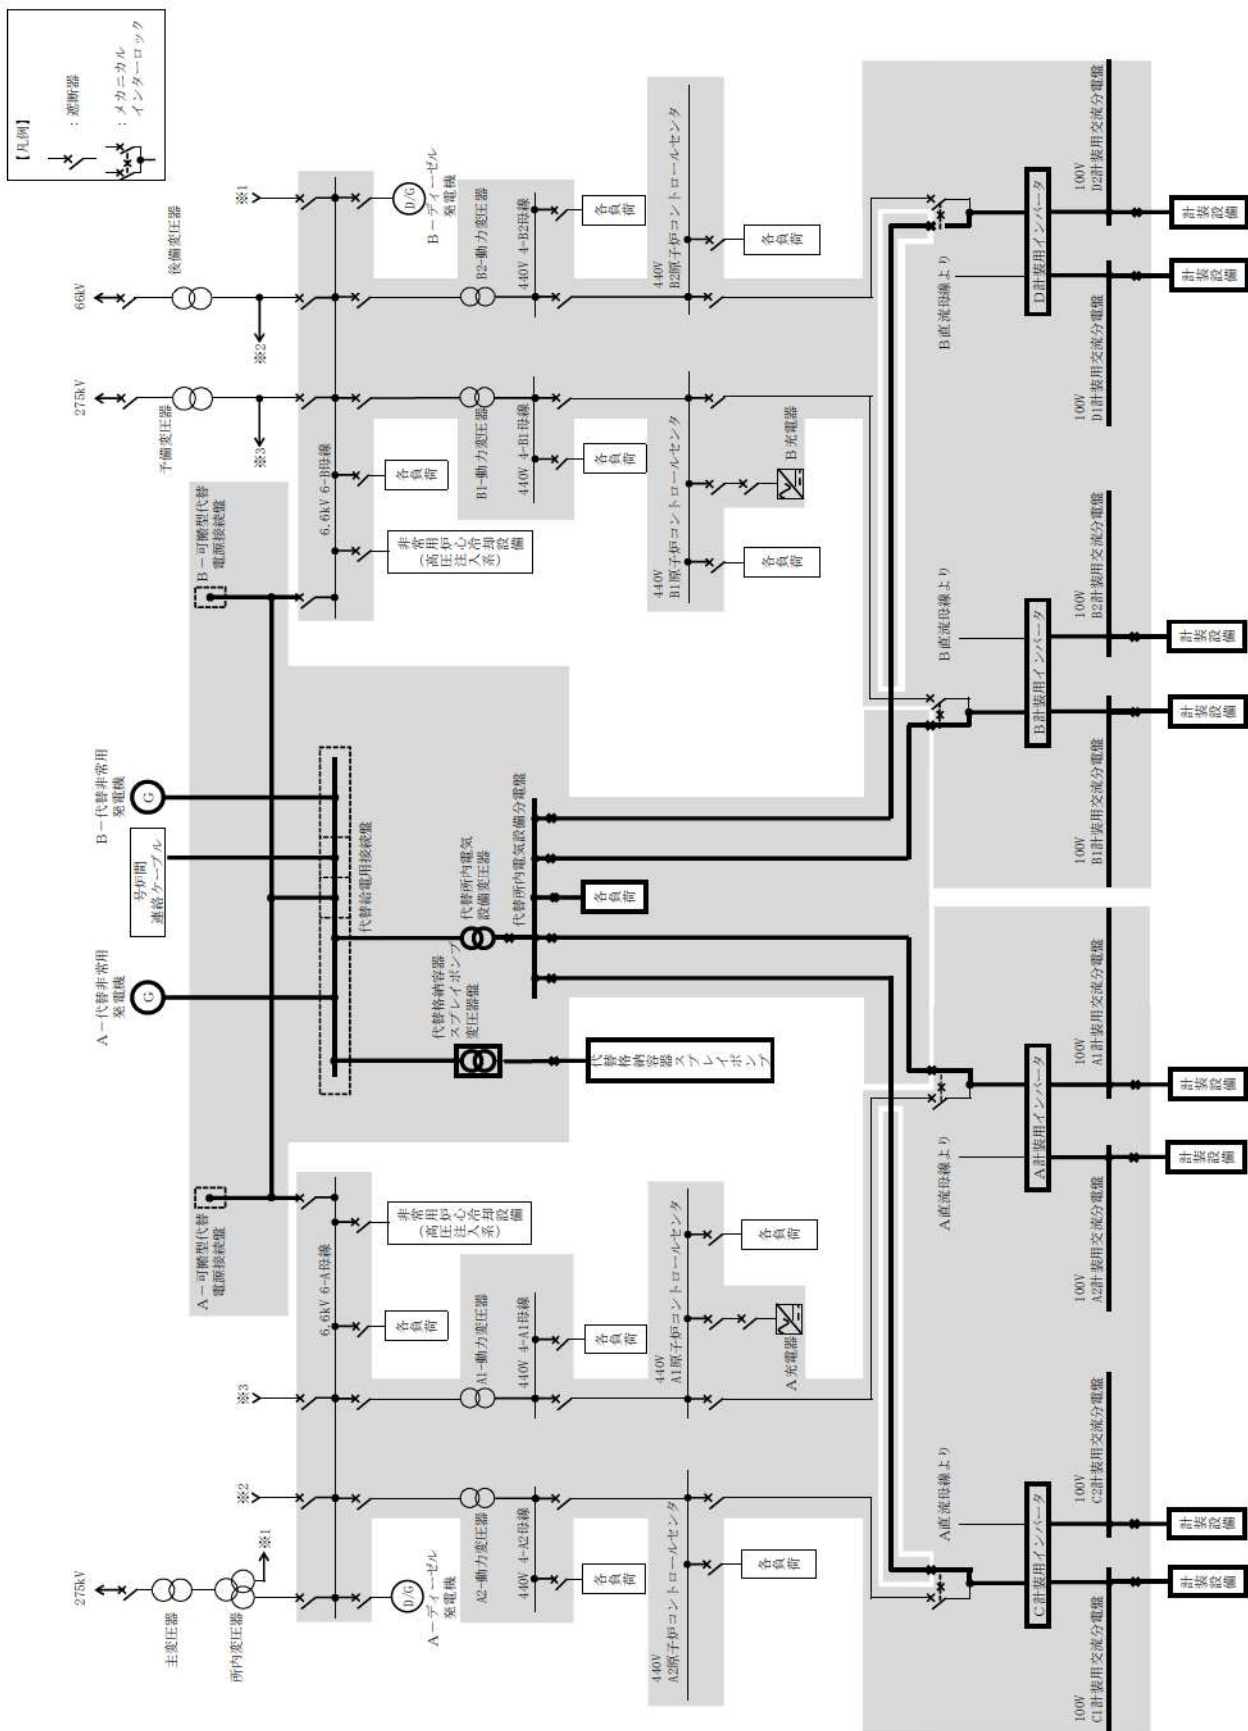 【凡例】
：遮断器
：メカニカル
インターロック
275kV
主変圧器
所内変圧器
※1
※2
※3
A－可搬型代替
電源接続盤
A－代替非常用
発電機
G
号炉間
連絡ケーブル
B－代替非常用
発電機
G
B－可搬型代替
電源接続盤
275kV
予備変圧器
※3
66kV
後備変圧器
※2
※1
D/G
A－ディーゼル
発電機
6.6kV 6-A母線
各負荷
非常用炉心冷却設備
(高圧注入系)
代替給電用接続盤
6.6kV 6-B母線
非常用炉心冷却設備
(高圧注入系)
各負荷
D/G
B－ディーゼル
発電機
A2-動力変圧器
440V 4-A2母線
各負荷
A1-動力変圧器
440V 4-A1母線
各負荷
代替格納容器
スプレイポンプ
変圧器盤
代替格納容器スプレイポンプ
代替所内電気
設備変圧器
代替所内電気設備分電盤
各負荷
B1-動力変圧器
440V 4-B1母線
各負荷
B2-動力変圧器
440V 4-B2母線
各負荷
440V
A2原子炉コントロールセンタ
各負荷
440V
A1原子炉コントロールセンタ
A充電器
各負荷
440V
B1原子炉コントロールセンタ
各負荷
B充電器
440V
B2原子炉コントロールセンタ
各負荷
A直流母線より
C計装用インバータ
100V
C1計装用交流分電盤
計装設備
100V
C2計装用交流分電盤
計装設備
A直流母線より
A計装用インバータ
100V
A2計装用交流分電盤
計装設備
100V
A1計装用交流分電盤
計装設備
B直流母線より
B計装用インバータ
100V
B1計装用交流分電盤
計装設備
100V
B2計装用交流分電盤
計装設備
B直流母線より
D計装用インバータ
100V
D1計装用交流分電盤
計装設備
100V
D2計装用交流分電盤
計装設備